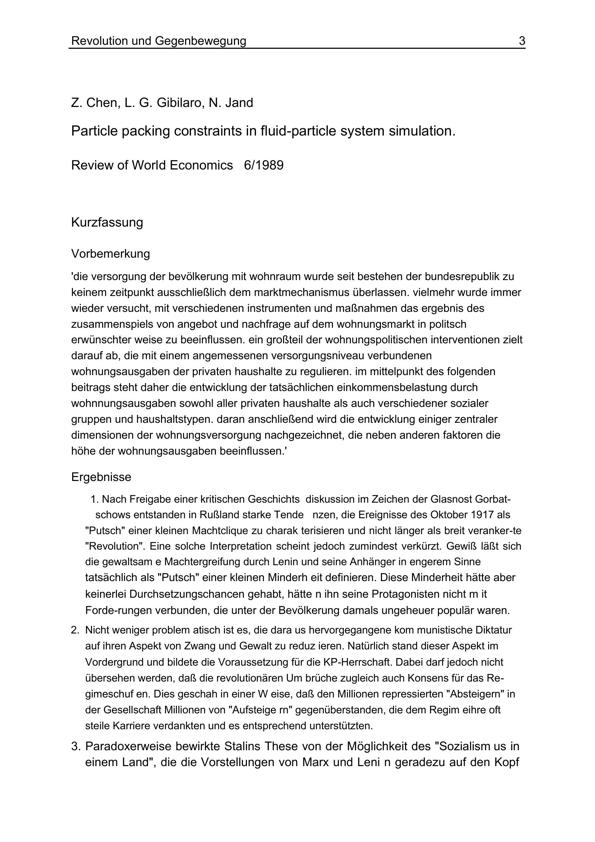 Revolution und Gegenbewegung 3
Z. Chen, L. G. Gibilaro, N. Jand
Particle packing constraints in fluid-particle system simulation.
Review of World Economics 6/1989
Kurzfassung
Vorbemerkung
'die versorgung der bevölkerung mit wohnraum wurde seit bestehen der bundesrepublik zu
keinem zeitpunkt ausschließlich dem marktmechanismus überlassen. vielmehr wurde immer
wieder versucht, mit verschiedenen instrumenten und maßnahmen das ergebnis des
zusammenspiels von angebot und nachfrage auf dem wohnungsmarkt in politsch
erwünschter weise zu beeinflussen. ein großteil der wohnungspolitischen interventionen zielt
darauf ab, die mit einem angemessenen versorgungsniveau verbundenen
wohnungsausgaben der privaten haushalte zu regulieren. im mittelpunkt des folgenden
beitrags steht daher die entwicklung der tatsächlichen einkommensbelastung durch
wohnnungsausgaben sowohl aller privaten haushalte als auch verschiedener sozialer
gruppen und haushaltstypen. daran anschließend wird die entwicklung einiger zentraler
dimensionen der wohnungsversorgung nachgezeichnet, die neben anderen faktoren die
höhe der wohnungsausgaben beeinflussen.'
Ergebnisse
1. Nach Freigabe einer kritischen Geschichts diskussion im Zeichen der Glasnost Gorbat-
schows entstanden in Rußland starke Tende nzen, die Ereignisse des Oktober 1917 als
"Putsch" einer kleinen Machtclique zu charak terisieren und nicht länger als breit veranker-te
"Revolution". Eine solche Interpretation scheint jedoch zumindest verkürzt. Gewiß läßt sich
die gewaltsam e Machtergreifung durch Lenin und seine Anhänger in engerem Sinne
tatsächlich als "Putsch" einer kleinen Minderh eit definieren. Diese Minderheit hätte aber
keinerlei Durchsetzungschancen gehabt, hätte n ihn seine Protagonisten nicht m it
Forde-rungen verbunden, die unter der Bevölkerung damals ungeheuer populär waren.
2. Nicht weniger problem atisch ist es, die dara us hervorgegangene kom munistische Diktatur
auf ihren Aspekt von Zwang und Gewalt zu reduz ieren. Natürlich stand dieser Aspekt im
Vordergrund und bildete die Voraussetzung für die KP-Herrschaft. Dabei darf jedoch nicht
übersehen werden, daß die revolutionären Um brüche zugleich auch Konsens für das Re-
gimeschuf en. Dies geschah in einer W eise, daß den Millionen repressierten "Absteigern" in
der Gesellschaft Millionen von "Aufsteige rn" gegenüberstanden, die dem Regim eihre oft
steile Karriere verdankten und es entsprechend unterstützten.
3. Paradoxerweise bewirkte Stalins These von der Möglichkeit des "Sozialism us in
einem Land", die die Vorstellungen von Marx und Leni n geradezu auf den Kopf